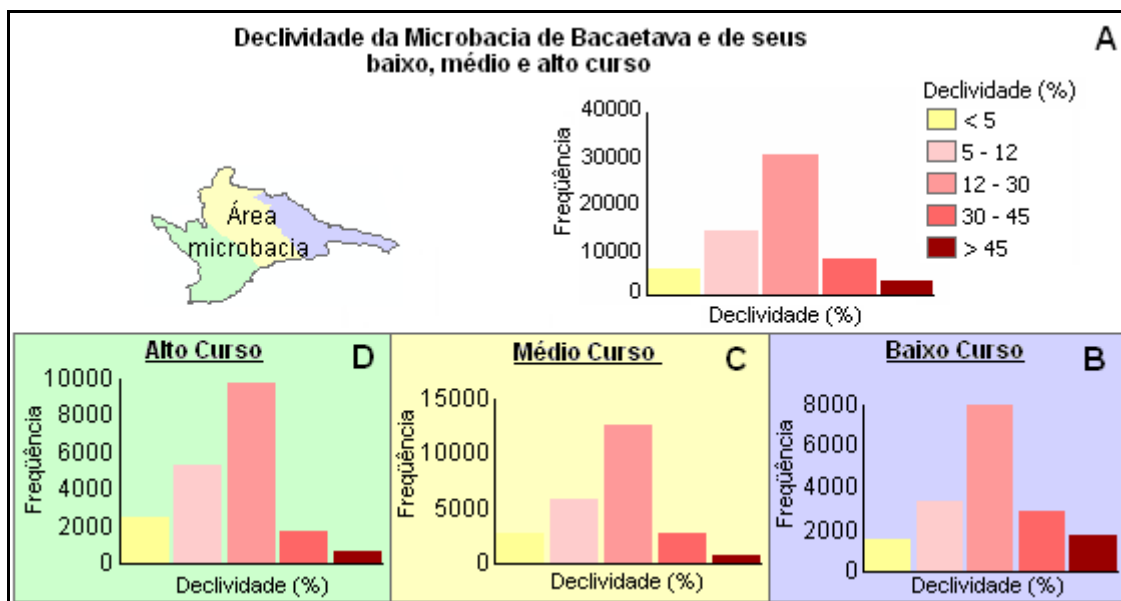 Declividade da Microbacia de Bacaetava e de seus
baixo, médio e alto curso
A
Declividade (%)
< 5
5 - 12
12 - 30
30 - 45
> 45
Freqüência
40000
30000
20000
10000
0
Declividade (%)
Área
microbacia
Alto Curso
D
Freqüência
10000
8000
6000
4000
2000
0
Declividade (%)
Médio Curso
C
Freqüência
15000
10000
5000
0
Declividade (%)
Baixo Curso
B
Freqüência
8000
6000
4000
2000
0
Declividade (%)